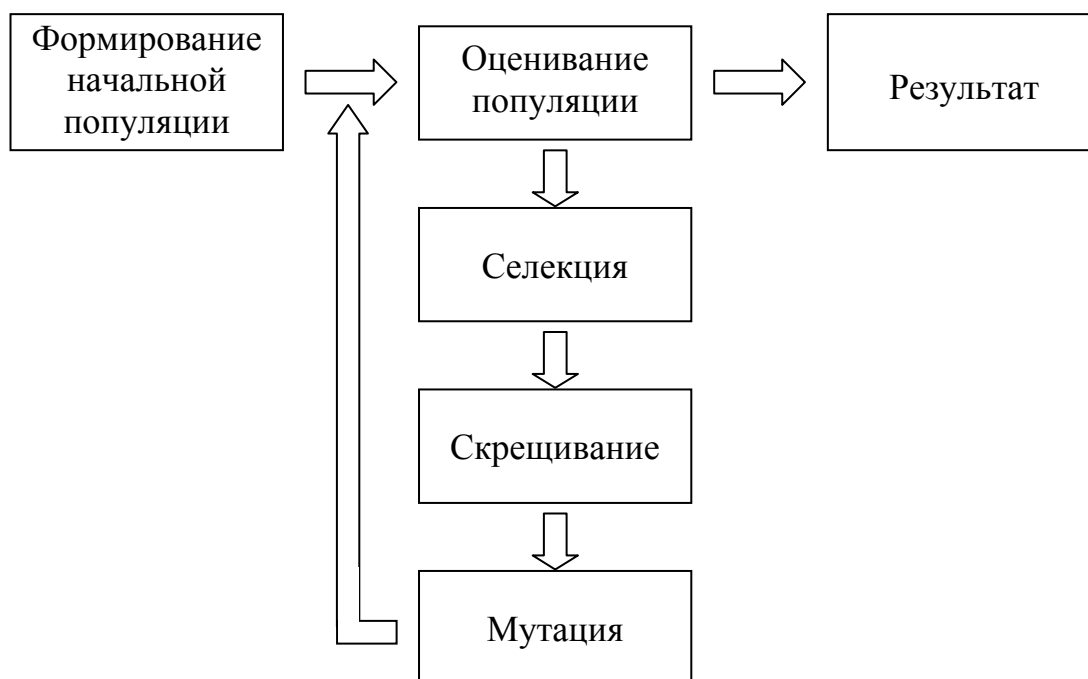 Формирование
начальной
популяции
Оценивание
популяции
Результат
Селекция
Скрещивание
Мутация